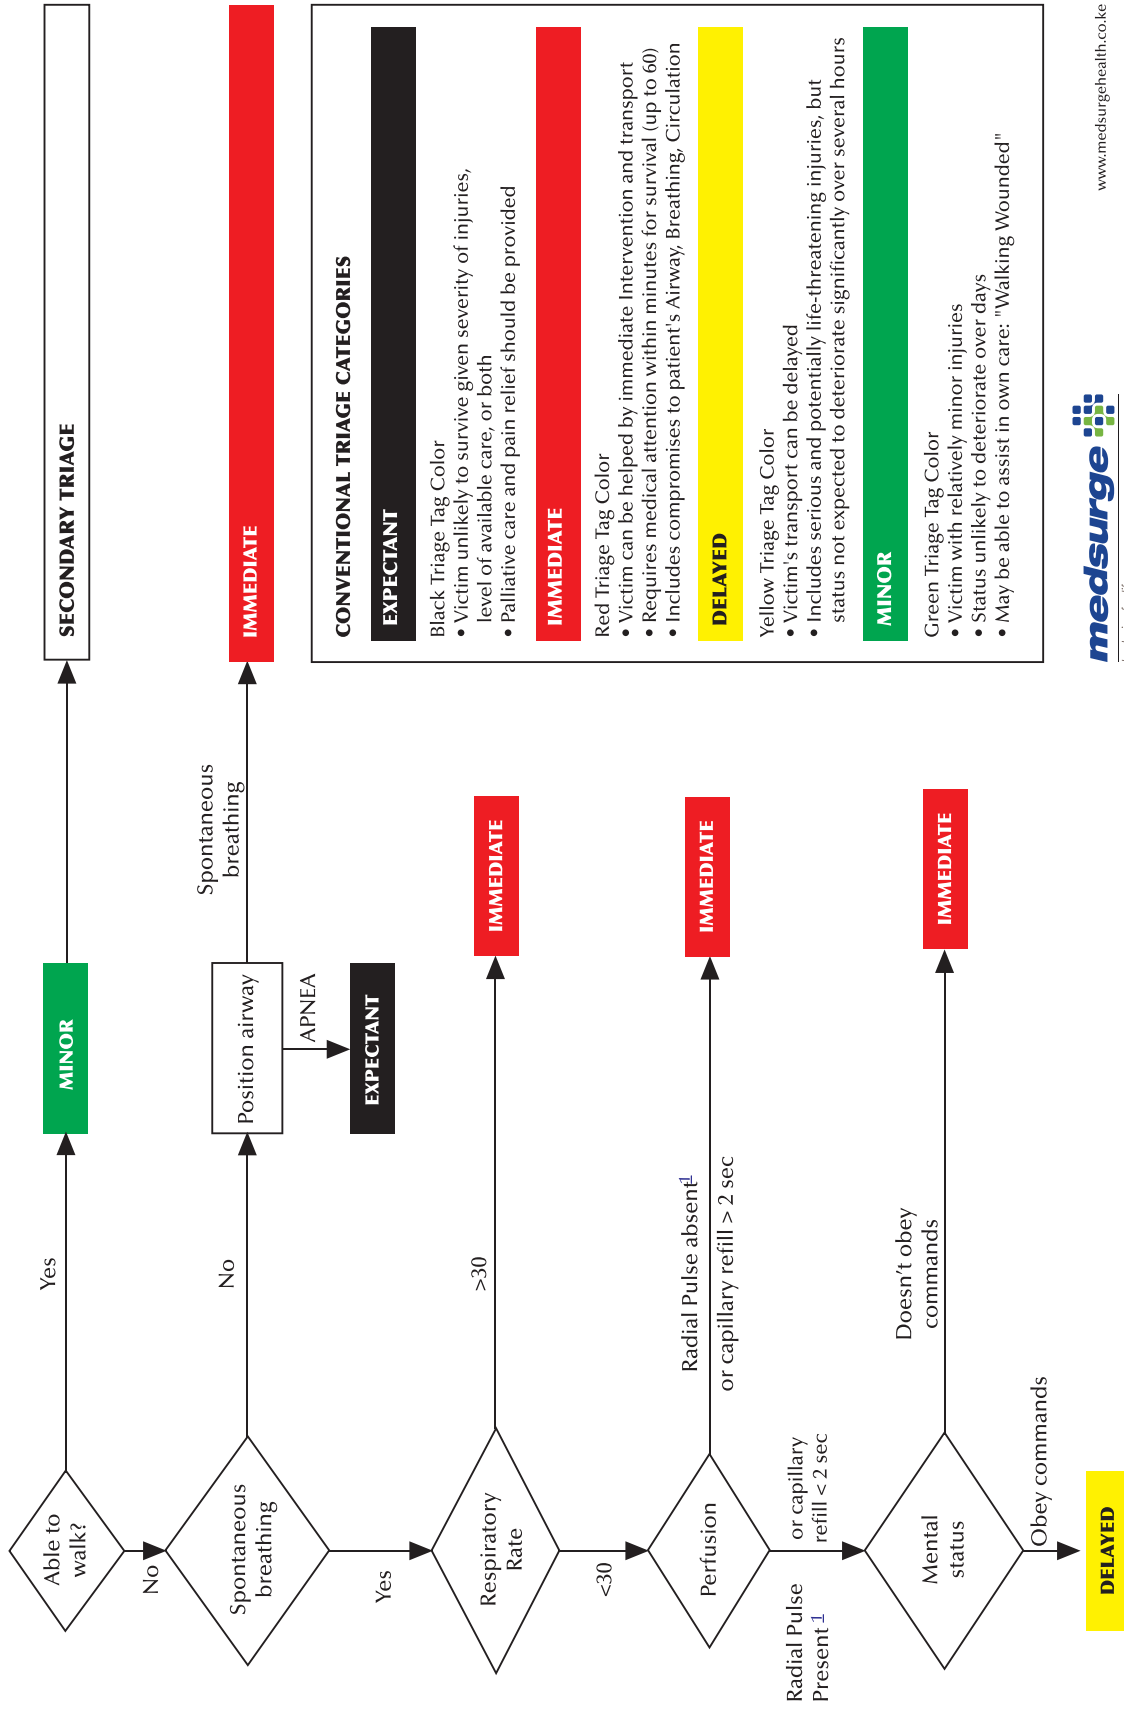 Able to
walk?
Yes
MINOR
SECONDARY TRIAGE
No
Spontaneous
breathing
No
Position airway
Spontaneous
breathing
IMMEDIATE
APNEA
EXPECTANT
Yes
Respiratory
Rate
>30
IMMEDIATE
<30
Perfusion
Radial Pulse absent1
or capillary refill > 2 sec
IMMEDIATE
Radial Pulse
Present 1
or capillary
refill < 2 sec
Mental
status
Doesn't obey
commands
IMMEDIATE
Obey commands
DELAYED
CONVENTIONAL TRIAGE CATEGORIES
EXPECTANT
Black Triage Tag Color
• Victim unlikely to survive given severity of injuries,
level of available care, or both
• Palliative care and pain relief should be provided
IMMEDIATE
Red Triage Tag Color
• Victim can be helped by immediate Intervention and transport
• Requires medical attention within minutes for survival (up to 60)
• Includes compromises to patient's Airway, Breathing, Circulation
DELAYED
Yellow Triage Tag Color
• Victim's transport can be delayed
• Includes serious and potentially life-threatening injuries, but
status not expected to deteriorate significantly over several hours
MINOR
Green Triage Tag Color
• Victim with relatively minor injuries
• Status unlikely to deteriorate over days
• May be able to assist in own care: "Walking Wounded"
medsurge
www.medsurgehealth.co.ke